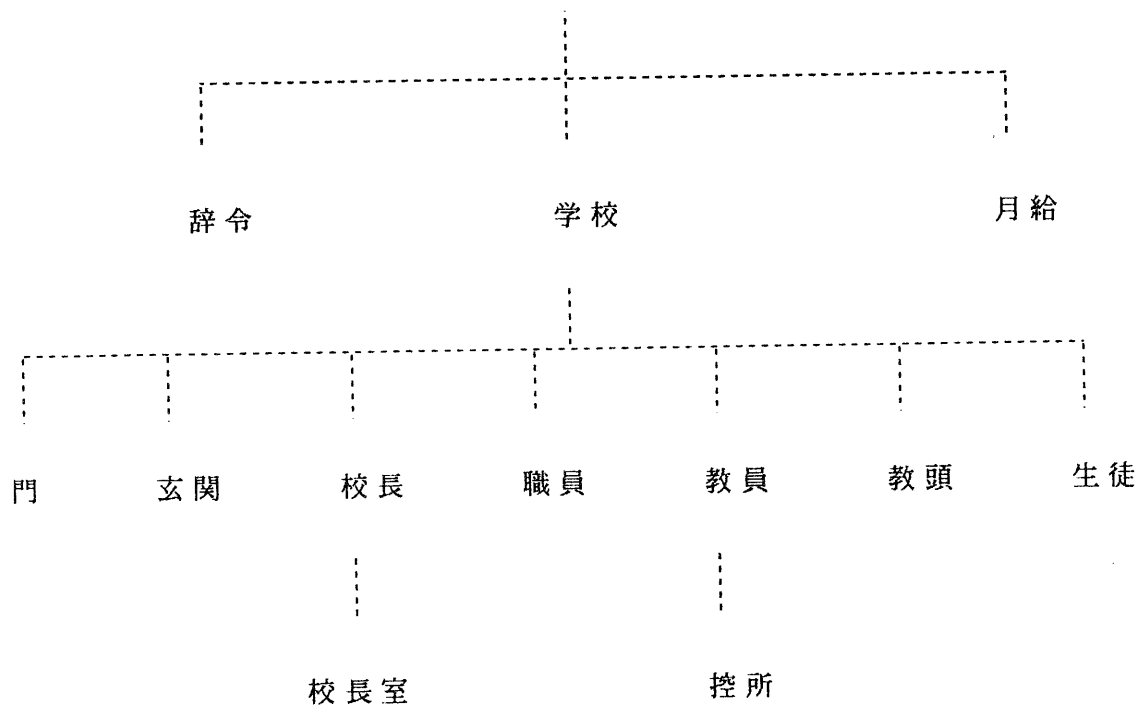 辞令 学校 月給
門 玄関 校長 職員 教員 教頭 生徒
校長室 控所